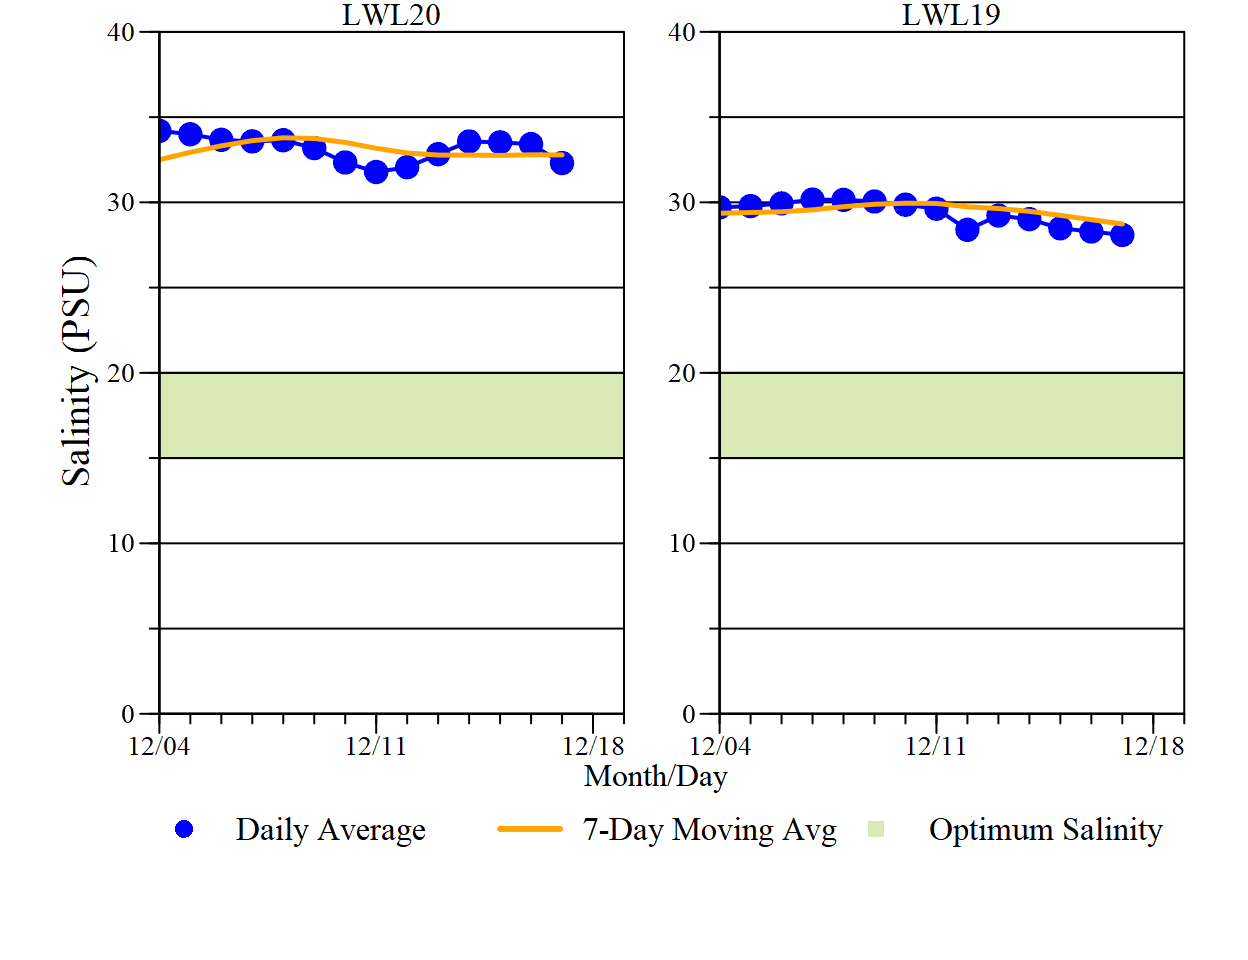 LWL20 LWL19
40 40
30 30
20 20
10 10
0 0
Salinity (PSU)
12/04 12/11 12/18 12/04 12/11 12/18
Month/Day
Daily Average 7-Day Moving Avg Optimum Salinity